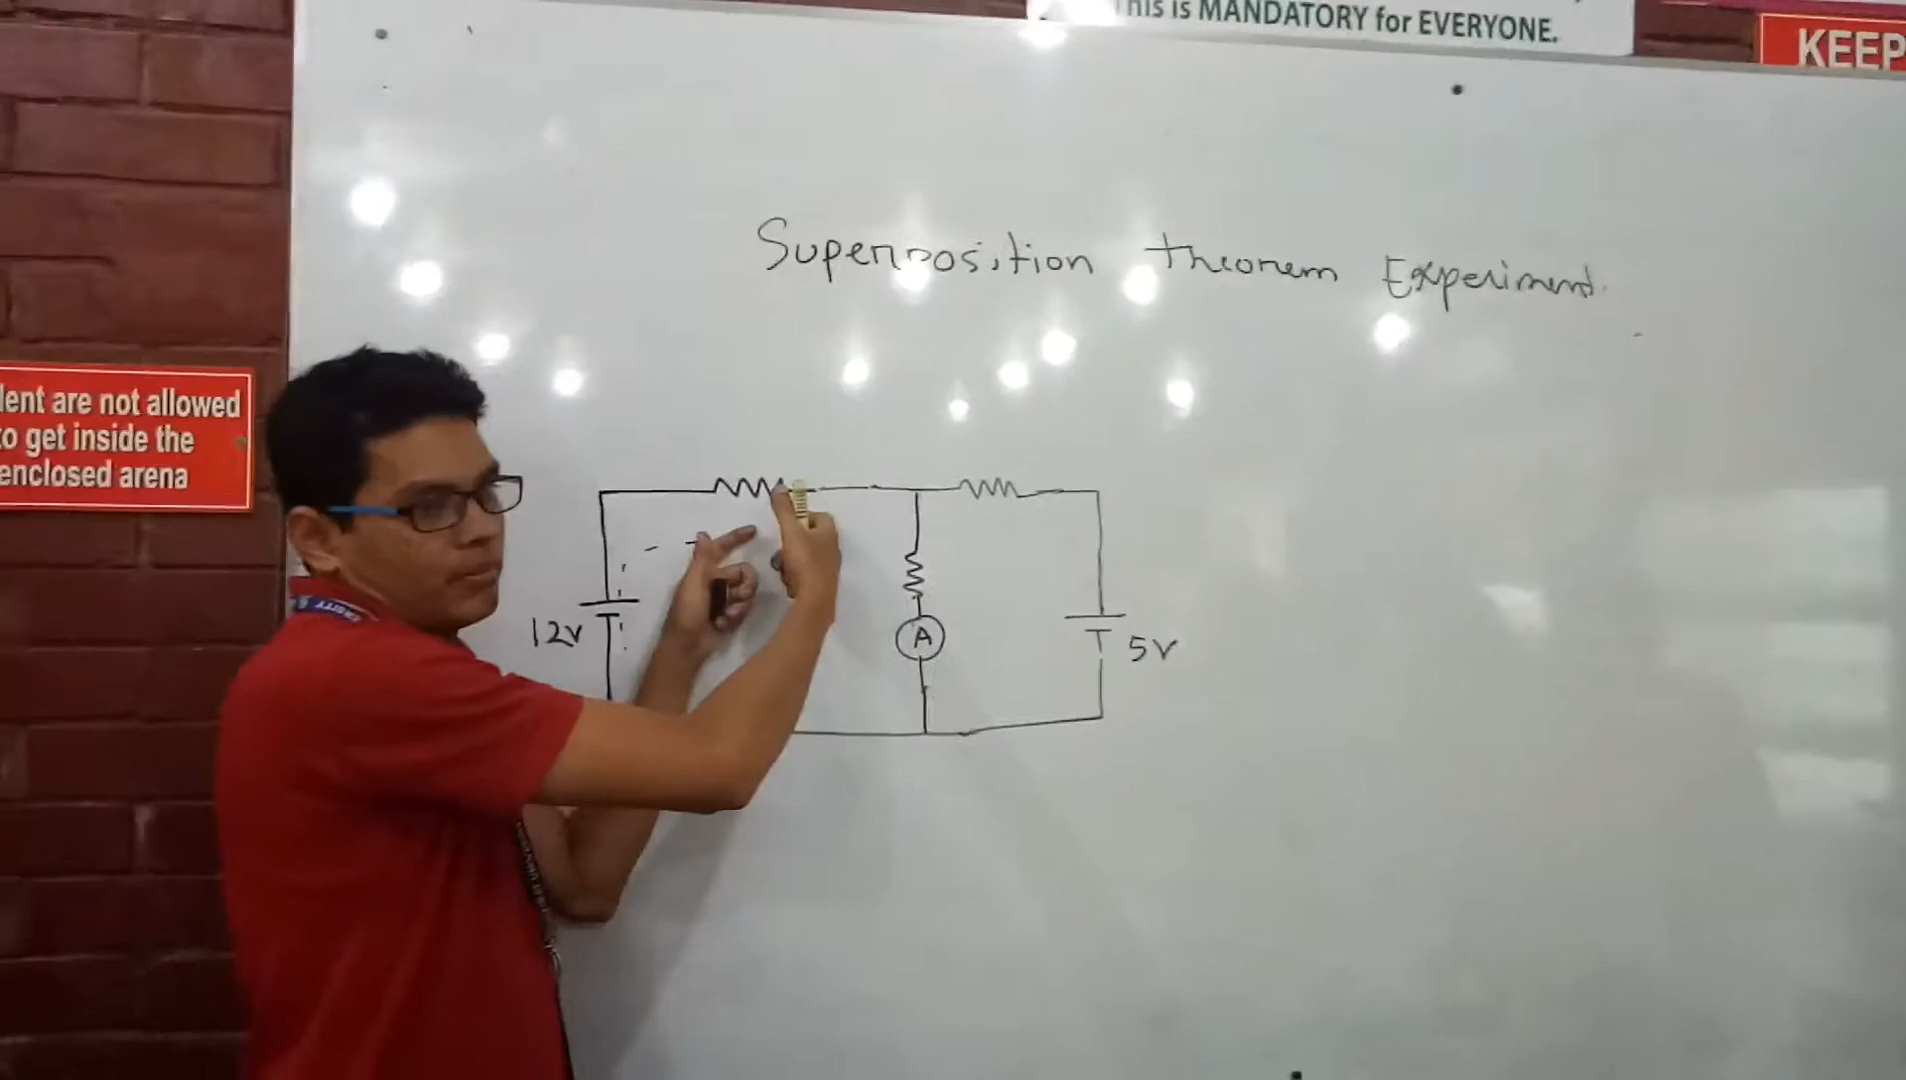 This is MANDATORY for EVERYONE.
KEEP
dent are not allowed
to get inside the
enclosed arena
Superposition Theorem Experiment.
12v
A
5v